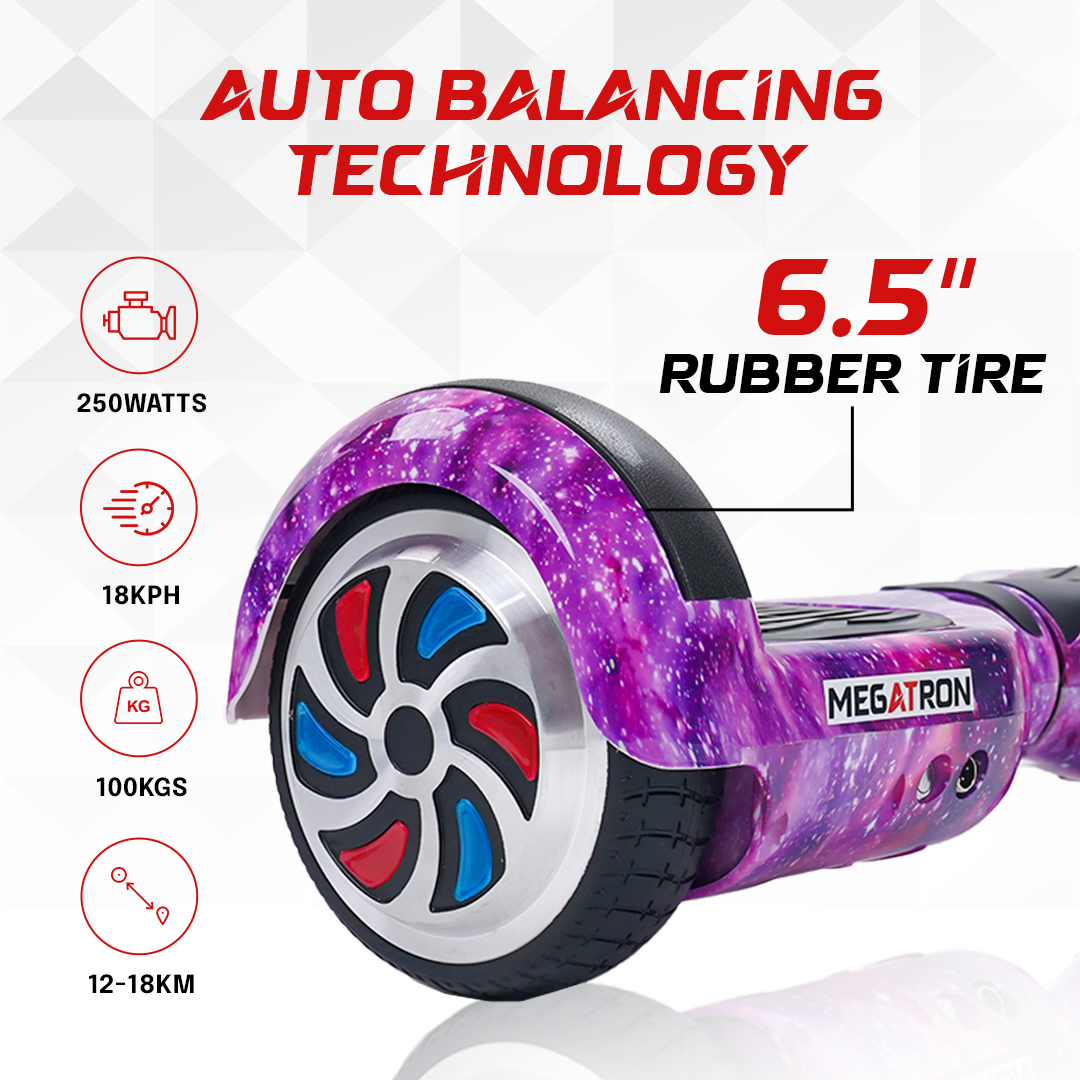 AUTO BALANCING
TECHNOLOGY
6.5"
RUBBER TIRE
250WATTS
18KPH
KG
100KGS
12-18KM
MEGATRON